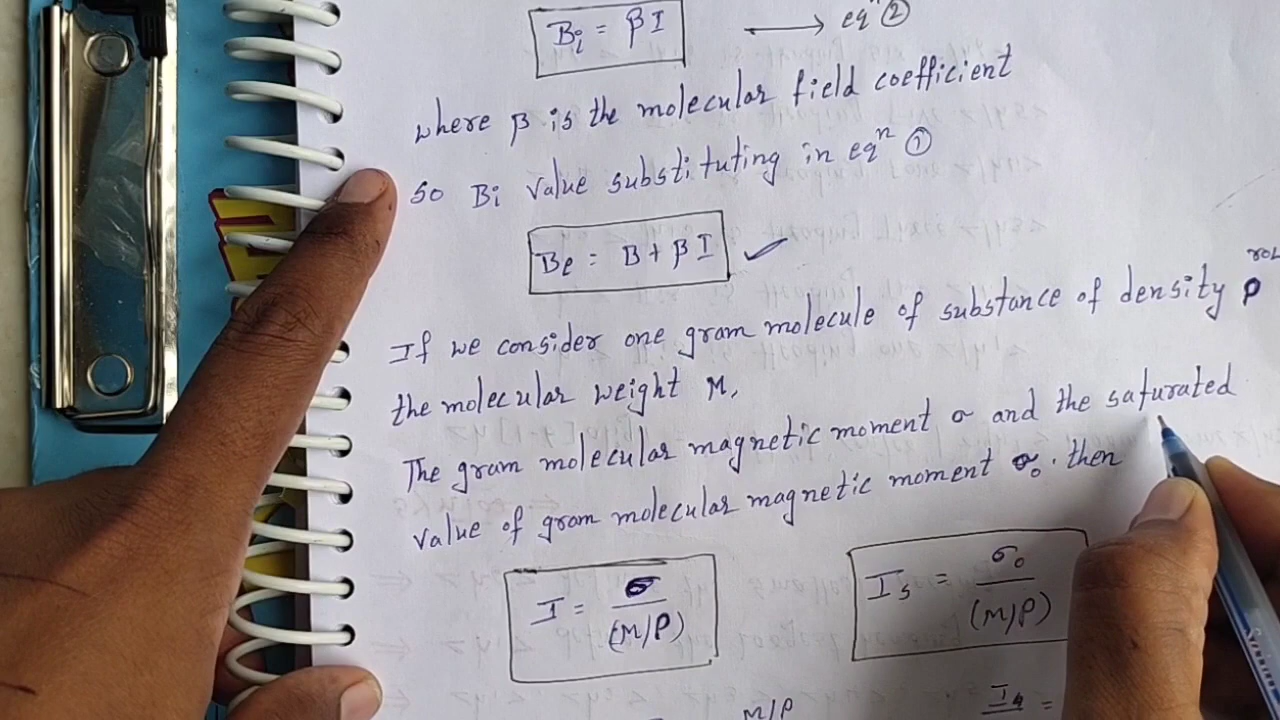 Bi = βI → eqⁿ ②
where β is the molecular field coefficient
so Bi value substituting in eqⁿ ①
Be = B + βI ✓
If we consider one gram molecule of substance of density ρ
the molecular weight M,
The gram molecular magnetic moment σ and the saturated
value of gram molecular magnetic moment σ₀. then
I = σ/(M/ρ) Is = σ₀/(M/ρ)
M/ρ